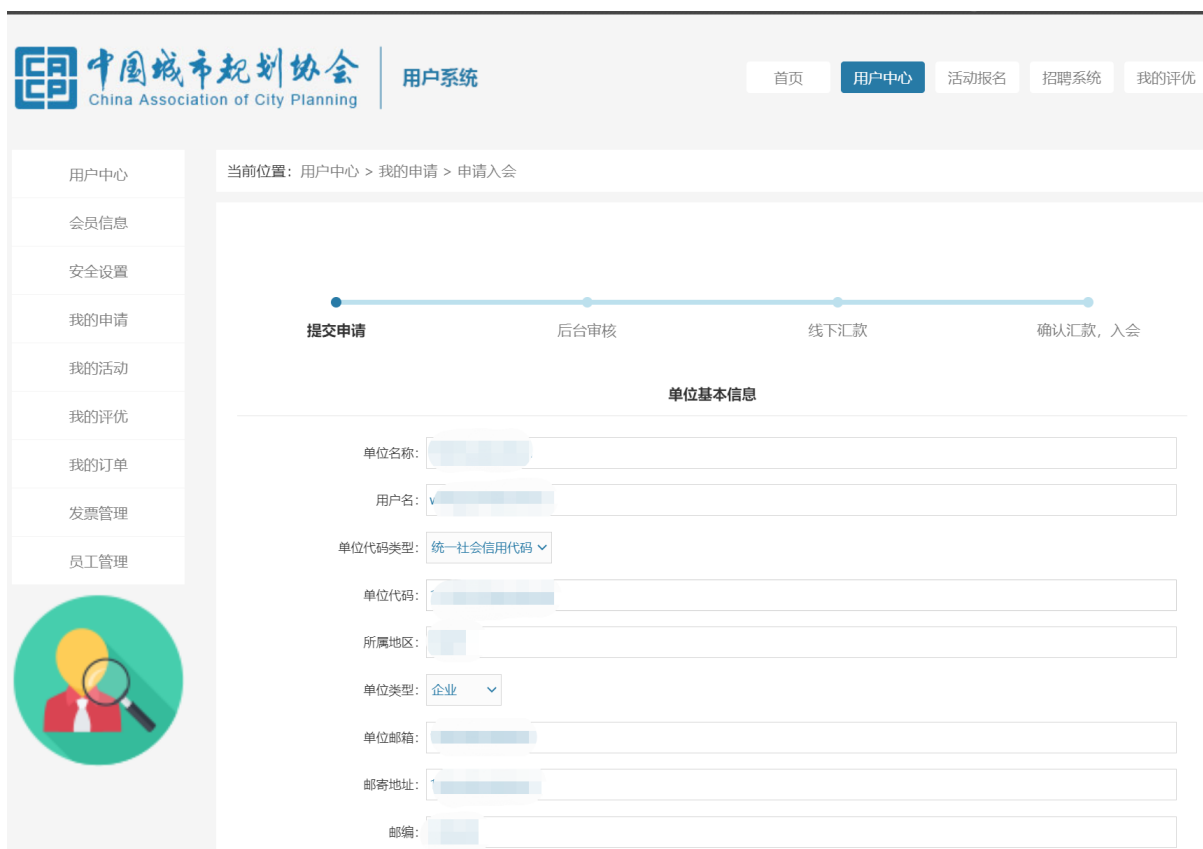 中国城市规划协会
China Association of City Planning
用户系统
首页
用户中心
活动报名
招聘系统
我的评优
用户中心
会员信息
安全设置
我的申请
我的活动
我的评优
我的订单
发票管理
员工管理
当前位置：用户中心 > 我的申请 > 申请入会
提交申请
后台审核
线下汇款
确认汇款，入会
单位基本信息
单位名称：
用户名：
单位代码类型：统一社会信用代码
单位代码：
所属地区：
单位类型：企业
单位邮箱：
邮寄地址：
邮编：